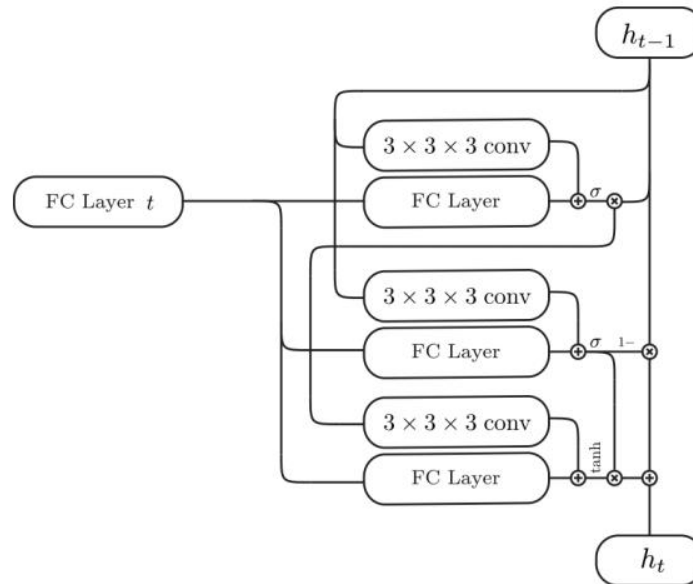 h_{t−1}
3 × 3 × 3 conv
FC Layer t
FC Layer
σ
3 × 3 × 3 conv
FC Layer
σ
1−
3 × 3 × 3 conv
FC Layer
tanh
h_t